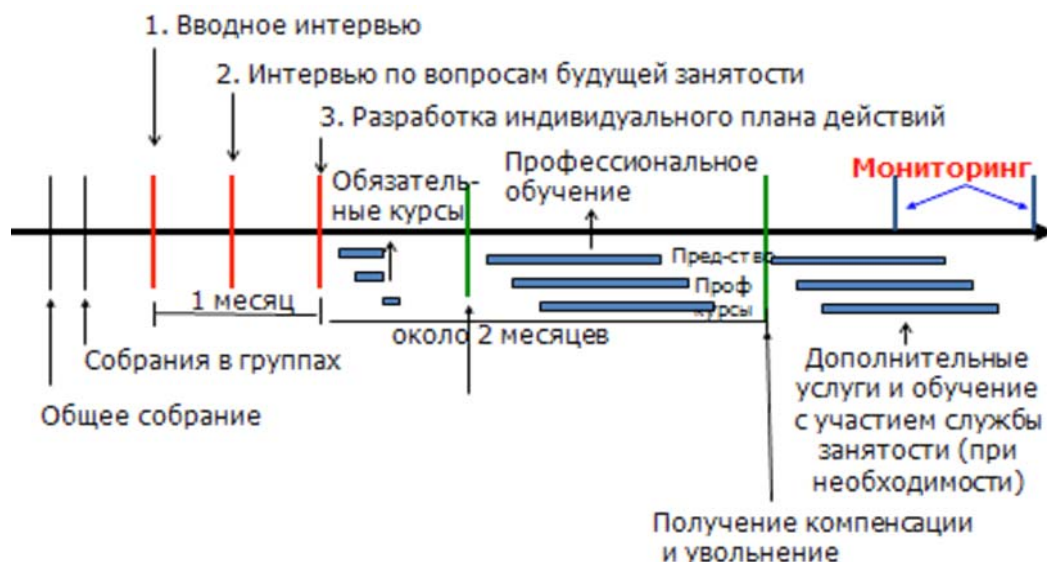 1. Вводное интервью
2. Интервью по вопросам будущей занятости
3. Разработка индивидуального плана действий
Обязатель-
ные курсы
Профессиональное
обучение
Мониторинг
Пред-ство
Проф
курсы
1 месяц
около 2 месяцев
Собрания в группах
Общее собрание
Дополнительные
услуги и обучение
с участием службы
занятости (при
необходимости)
Получение компенсации
и увольнение